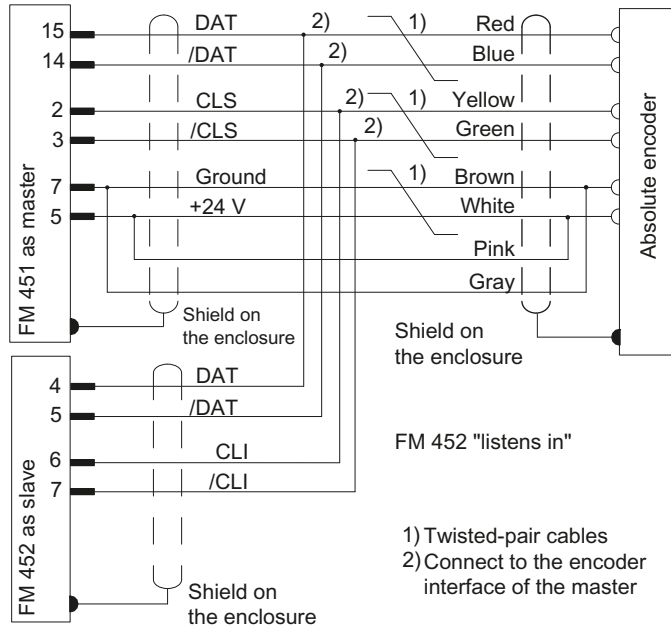 15 DAT 2) 1) Red
14 /DAT 2) Blue
2 CLS 2) 1) Yellow
3 /CLS 2) Green
7 Ground 1) Brown
5 +24 V White
Pink
Gray
FM 451 as master
Absolute encoder
Shield on
the enclosure
Shield on
the enclosure
4 DAT
5 /DAT
6 CLI
7 /CLI
FM 452 as slave
FM 452 "listens in"
Shield on
the enclosure
1) Twisted-pair cables
2) Connect to the encoder
interface of the master